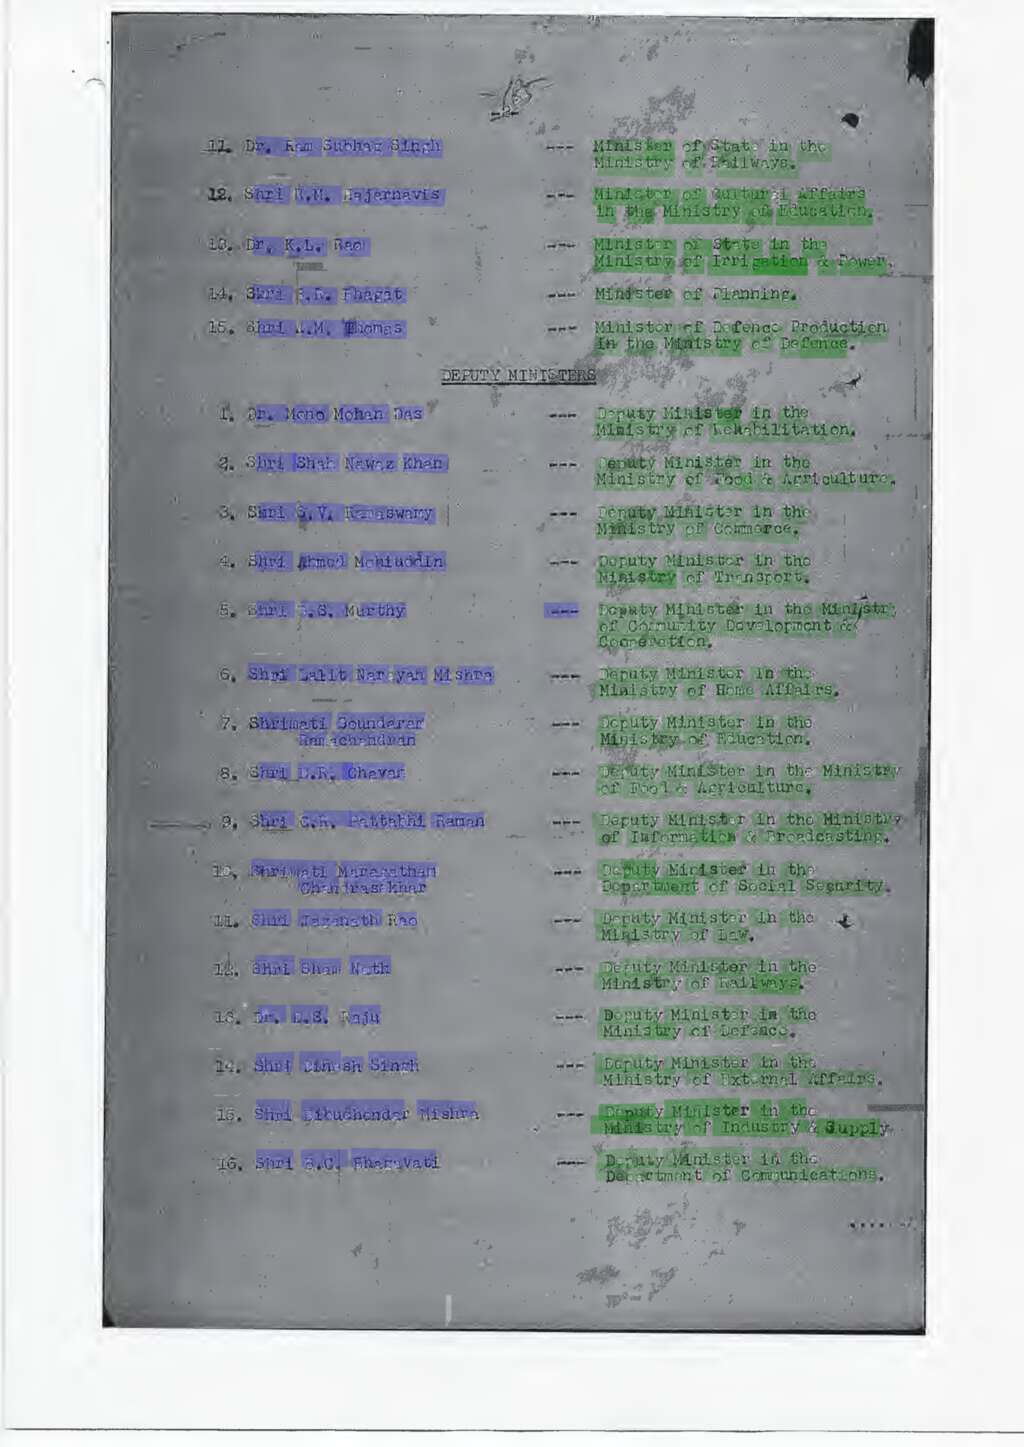 -2-
11. Dr. Ram Subhag Singh --- Minister of State in the
Ministry of Railways.
12. Shri R.M. Hajarnavis --- Minister of Cultural Affairs
in the Ministry of Education.
13. Dr. K.L. Rao --- Minister of State in the
Ministry of Irrigation & Power.
14. Shri B.R. Bhagat --- Minister of Planning.
15. Shri A.M. Thomas --- Minister of Defence Production
in the Ministry of Defence.
DEPUTY MINISTERS
1. Dr. Mono Mohan Das --- Deputy Minister in the
Ministry of Rehabilitation.
2. Shri Shah Nawaz Khan --- Deputy Minister in the
Ministry of Food & Agriculture.
3. Shri S.V. Ramaswamy --- Deputy Minister in the
Ministry of Commerce.
4. Shri Ahmed Mohiuddin --- Deputy Minister in the
Ministry of Transport.
5. Shri B.S. Murthy --- Deputy Minister in the Ministry
of Community Development &
Cooperation.
6. Shri Lalit Narayan Mishra --- Deputy Minister in the
Ministry of Home Affairs.
7. Shrimati Soundaram --- Deputy Minister in the
Ramachandran Ministry of Education.
8. Shri D.R. Chavan --- Deputy Minister in the Ministry
of Food & Agriculture.
9. Shri C.R. Pattabhi Raman --- Deputy Minister in the Ministry
of Information & Broadcasting.
10. Shrimati Maragatham --- Deputy Minister in the
Chandrasekhar Department of Social Security.
11. Shri Jaganath Rao --- Deputy Minister in the
Ministry of Law.
12. Shri Sham Nath --- Deputy Minister in the
Ministry of Railways.
13. Dr. D.S. Raju --- Deputy Minister in the
Ministry of Defence.
14. Shri Dinesh Singh --- Deputy Minister in the
Ministry of External Affairs.
15. Shri Bibudhendar Mishra --- Deputy Minister in the
Ministry of Industry & Supply.
16. Shri B.C. Bhagavati --- Deputy Minister in the
Department of Communications.